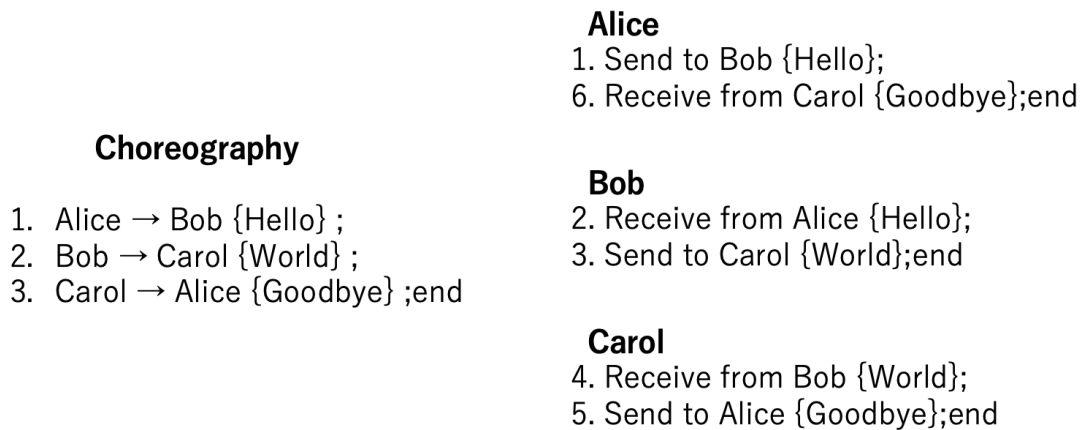 Choreography
1. Alice → Bob {Hello} ;
2. Bob → Carol {World} ;
3. Carol → Alice {Goodbye} ;end
Alice
1. Send to Bob {Hello};
6. Receive from Carol {Goodbye};end
Bob
2. Receive from Alice {Hello};
3. Send to Carol {World};end
Carol
4. Receive from Bob {World};
5. Send to Alice {Goodbye};end